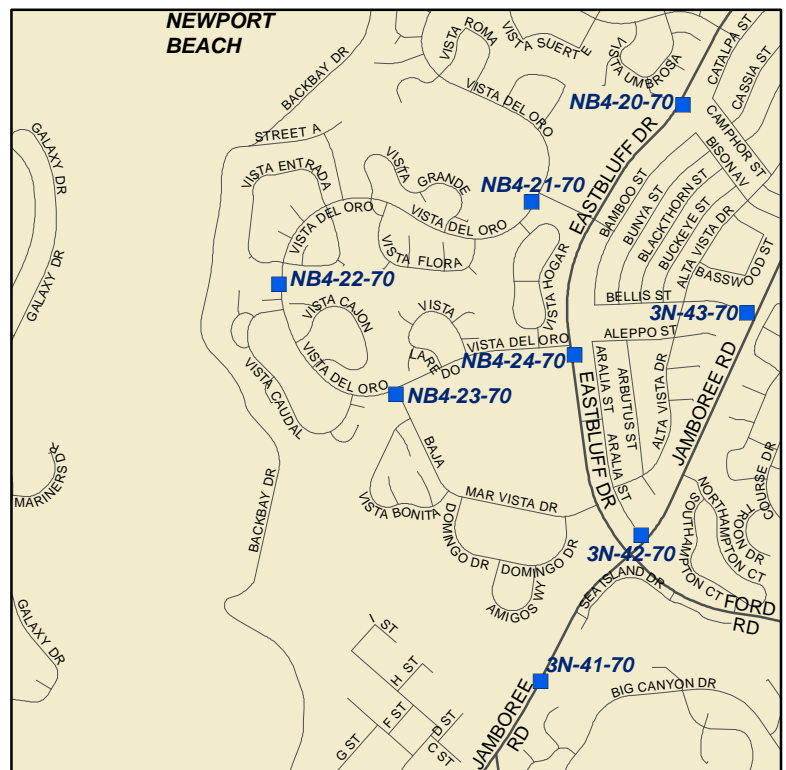 NEWPORT
BEACH
VISTA ROMA
VISTA SUERTE
VISTA UMBROSA
CATALPA ST
CASSIA ST
BACKBAY DR
VISTA DEL ORO
NB4-20-70
CAMPHOR ST
GALAXY DR
STREET A
EASTBLUFF DR
BISON AV
VISTA ENTRADA
VISTA GRANDE
NB4-21-70
BAMBOO ST
BUNYA ST
BLACKTHORN ST
BUCKEYE ST
ALTA VISTA DR
VISTA DEL ORO
VISTA DEL ORO
BASSWOOD ST
GALAXY DR
VISTA FLORA
VISTA HOGAR
NB4-22-70
BELLIS ST
3N-43-70
VISTA CAJON
VISTA
LAREDO
VISTA DEL ORO
ALEPPO ST
NB4-24-70
VISTA DEL ORO
NB4-23-70
VISTA CAUDAL
ARALIA ST
ARBUTUS ST
ALTA VISTA DR
JAMBOREE RD
EASTBLUFF DR
ARALIA ST
BAJA
MARINERS DR
COURSE DR
VISTA BONITA
MAR VISTA DR
NORTHAMPTON CT
TROON DR
SOUTHAMPTON CT
BACKBAY DR
DOMINGO DR
DOMINGO DR
3N-42-70
AMIGOS WY
SEA ISLAND DR
FORD
RD
GALAXY DR
I ST
H ST
3N-41-70
BIG CANYON DR
F ST
D ST
G ST
C ST
JAMBOREE
RD